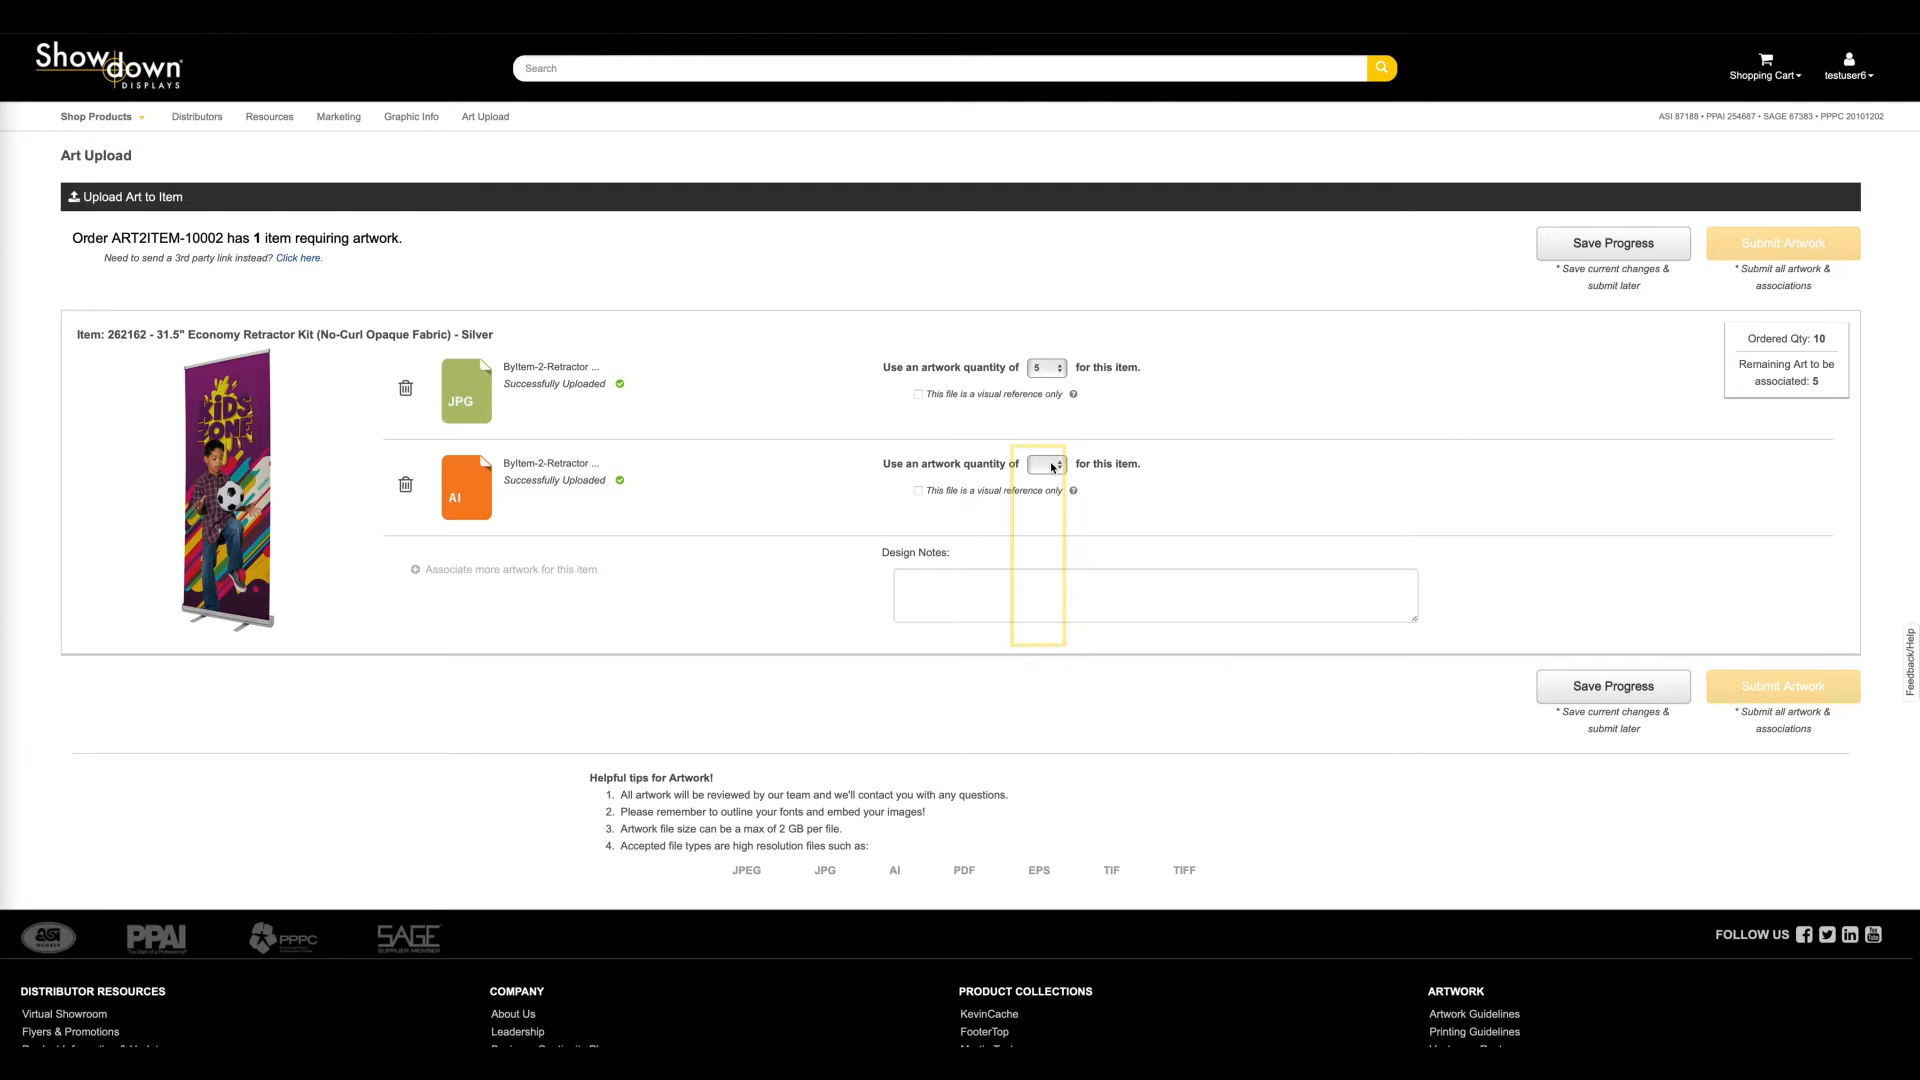 Showdown
DISPLAYS
Search
Shopping Cart
testuser6
Shop Products
Distributors
Resources
Marketing
Graphic Info
Art Upload
ASI 87188 • PPAI 254687 • SAGE 67383 • PPPC 20101202
Art Upload
Upload Art to Item
Order ART2ITEM-10002 has 1 item requiring artwork.
Need to send a 3rd party link instead? Click here.
Save Progress
* Save current changes &
submit later
Submit Artwork
* Submit all artwork &
associations
Item: 262162 - 31.5" Economy Retractor Kit (No-Curl Opaque Fabric) - Silver
KiDS
ZONE
JPG
ByItem-2-Retractor ...
Successfully Uploaded
Use an artwork quantity of 5 for this item.
This file is a visual reference only
Ordered Qty: 10
Remaining Art to be
associated: 5
AI
ByItem-2-Retractor ...
Successfully Uploaded
Use an artwork quantity of for this item.
This file is a visual reference only
Associate more artwork for this item
Design Notes:
Feedback/Help
Save Progress
* Save current changes &
submit later
Submit Artwork
* Submit all artwork &
associations
Helpful tips for Artwork!
1. All artwork will be reviewed by our team and we'll contact you with any questions.
2. Please remember to outline your fonts and embed your images!
3. Artwork file size can be a max of 2 GB per file.
4. Accepted file types are high resolution files such as:
JPEG JPG AI PDF EPS TIF TIFF
ASI
MEMBER
PPAI
PPPC
SAGE
SUPPLIER MEMBER
FOLLOW US
DISTRIBUTOR RESOURCES
Virtual Showroom
Flyers & Promotions
COMPANY
About Us
Leadership
PRODUCT COLLECTIONS
KevinCache
FooterTop
ARTWORK
Artwork Guidelines
Printing Guidelines